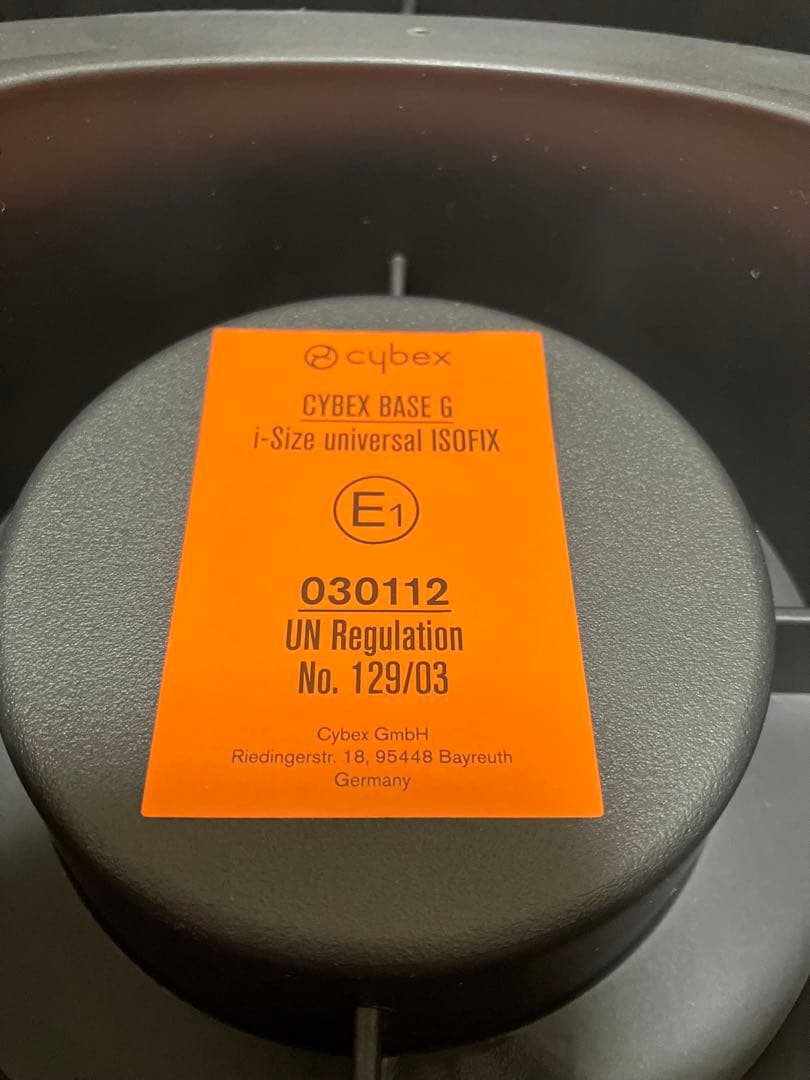 cybex
CYBEX BASE G
i-Size universal ISOFIX
E1
030112
UN Regulation
No. 129/03
Cybex GmbH
Riedingerstr. 18, 95448 Bayreuth
Germany